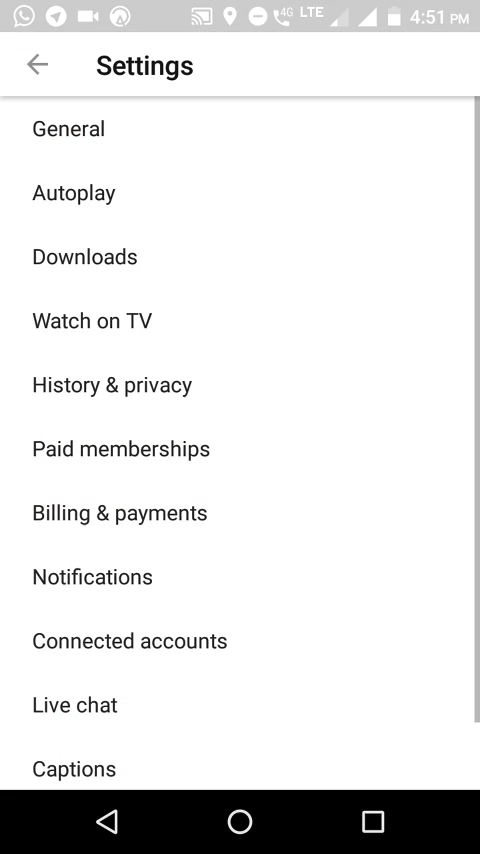 4G LTE 4:51 PM
Settings
General
Autoplay
Downloads
Watch on TV
History & privacy
Paid memberships
Billing & payments
Notifications
Connected accounts
Live chat
Captions